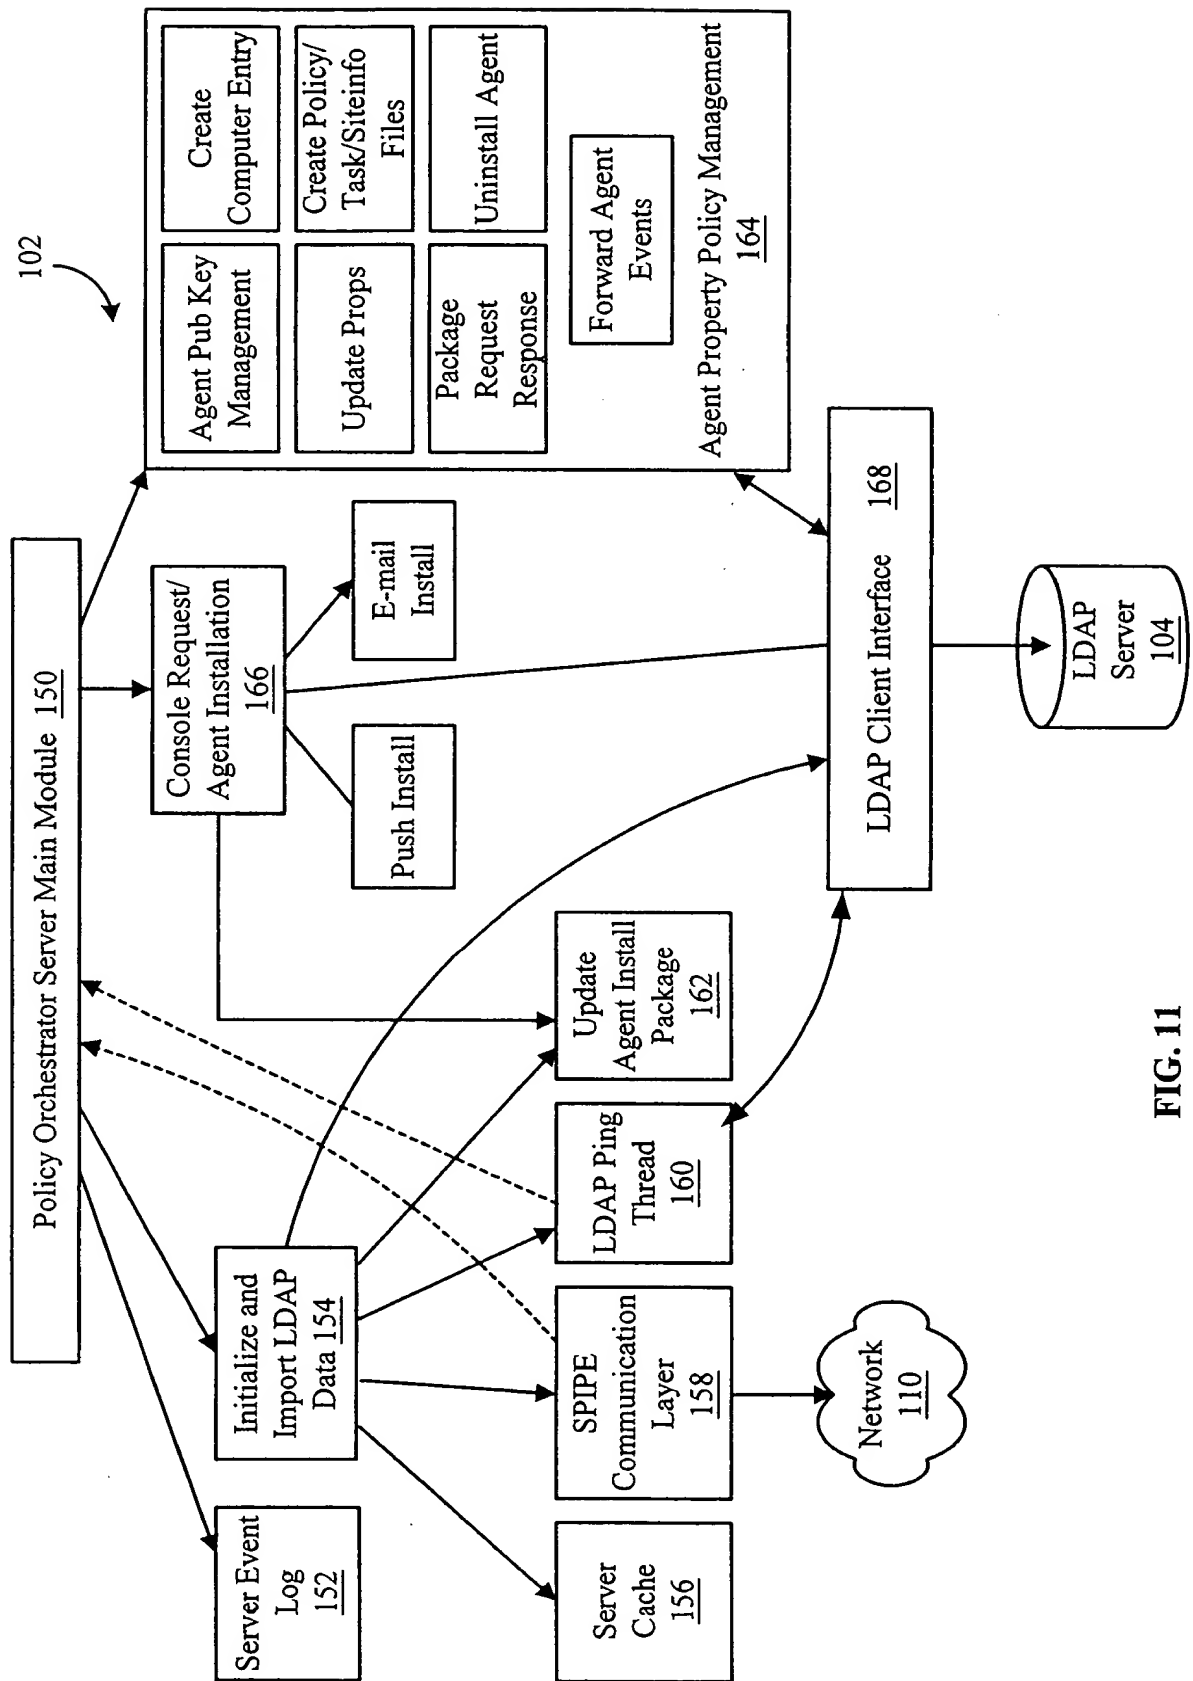 102
Policy Orchestrator Server Main Module 150
Server Event
Log
152
Initialize and
Import LDAP
Data 154
Console Request/
Agent Installation
166
Push Install
E-mail
Install
Agent Pub Key
Management
Create
Computer Entry
Update Props
Create Policy/
Task/Siteinfo
Files
Package
Request
Response
Uninstall Agent
Forward Agent
Events
Agent Property Policy Management
164
Server
Cache
156
SPIPE
Communication
Layer
158
LDAP Ping
Thread
160
Update
Agent Install
Package
162
Network
110
LDAP Client Interface 168
LDAP
Server
104
FIG. 11